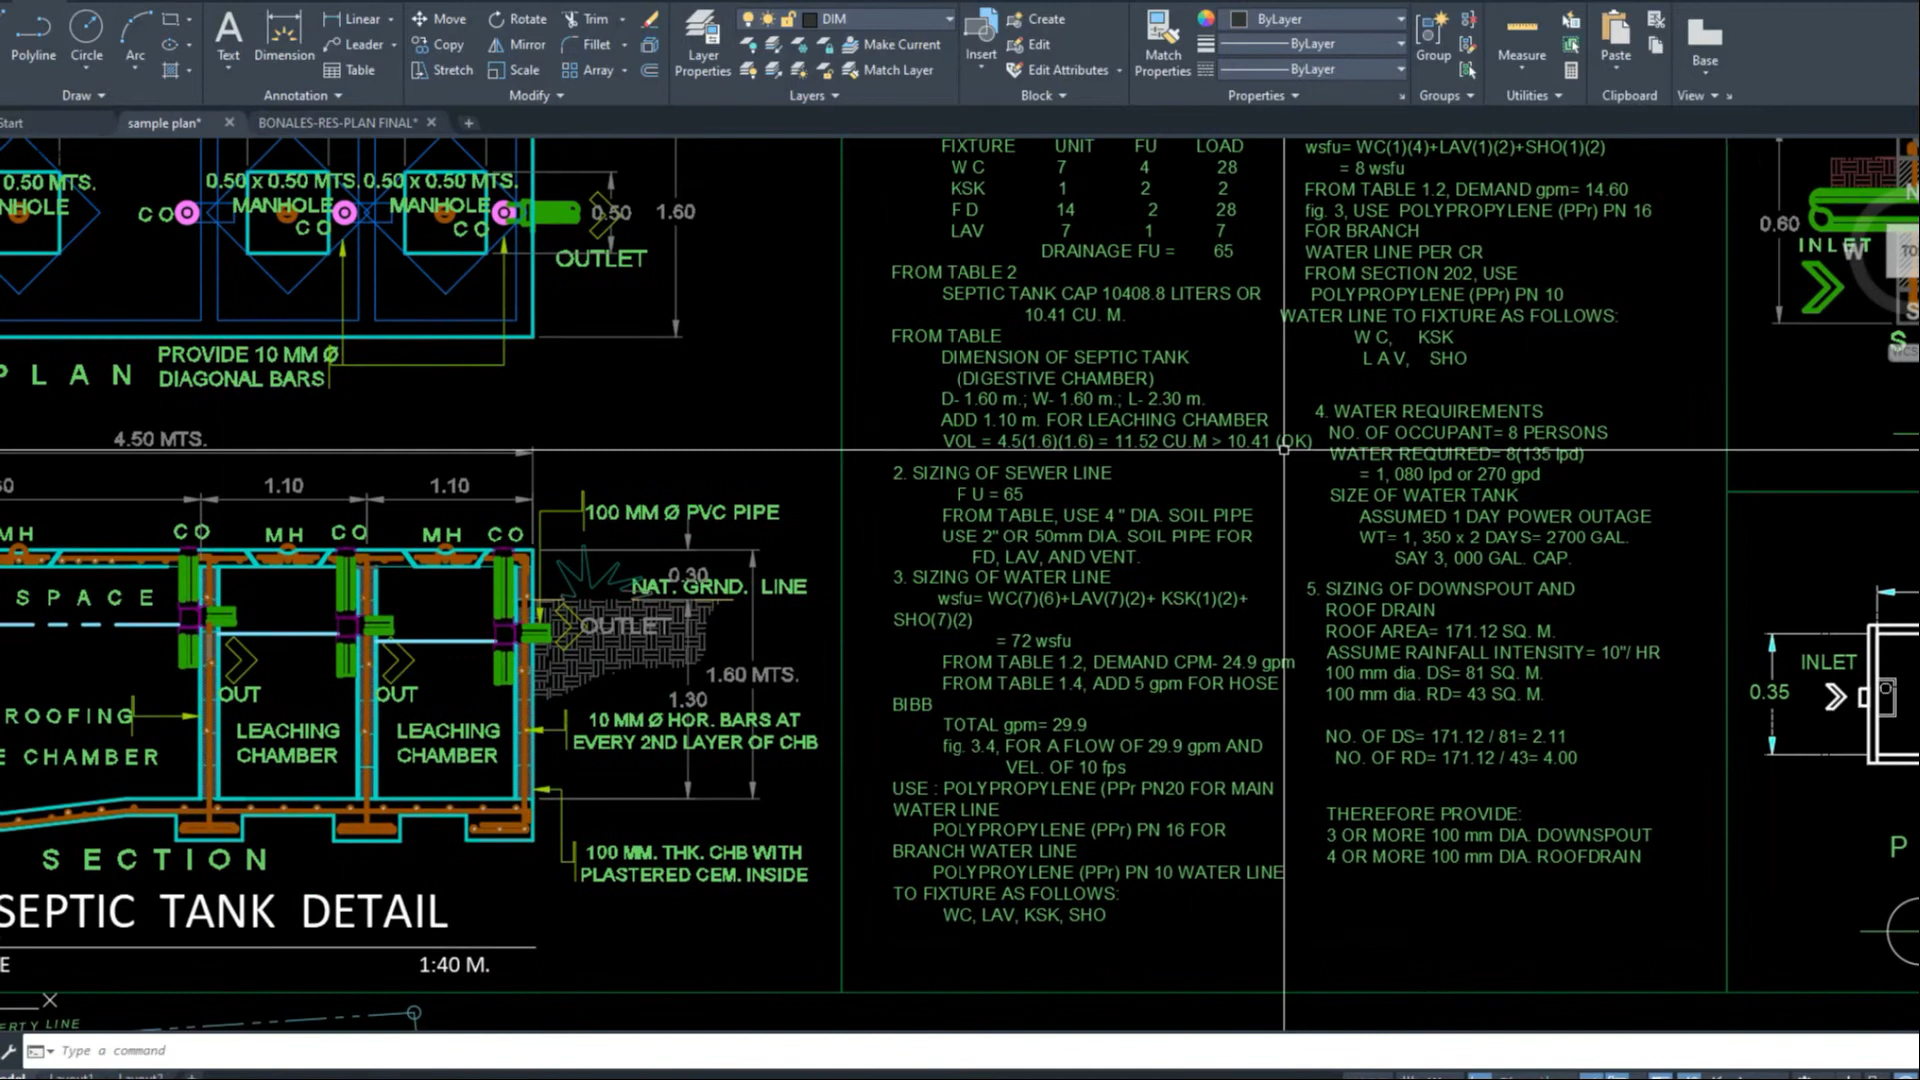 Polyline
Circle
Arc
Text
Dimension
Linear
Leader
Table
Move
Copy
Stretch
Rotate
Mirror
Scale
Trim
Fillet
Array
Layer
Properties
DIM
Make Current
Match Layer
Insert
Create
Edit
Edit Attributes
Match
Properties
ByLayer
ByLayer
ByLayer
Group
Measure
Paste
Base
Draw
Annotation
Modify
Layers
Block
Properties
Groups
Utilities
Clipboard
View
Start
sample plan*
BONALES-RES-PLAN FINAL*
0.50 MTS.
0.50 x 0.50 MTS.
MANHOLE
C O
0.50 x 0.50 MTS.
MANHOLE
C O
C O
0.50
1.60
OUTLET
PLAN
PROVIDE 10 MM Ø
DIAGONAL BARS
4.50 MTS.
1.10
1.10
MH
C O
M H
C O
M H
C O
100 MM Ø PVC PIPE
0.30
NAT. GRND. LINE
OUTLET
S P A C E
OUT
OUT
1.60 MTS.
1.30
ROOFING
CHAMBER
LEACHING
CHAMBER
LEACHING
CHAMBER
10 MM Ø HOR. BARS AT
EVERY 2ND LAYER OF CHB
100 MM. THK. CHB WITH
PLASTERED CEM. INSIDE
SECTION
SEPTIC TANK DETAIL
1:40 M.
FIXTURE UNIT FU LOAD
W C 7 4 28
KSK 1 2 2
F D 14 2 28
LAV 7 1 7
DRAINAGE FU = 65
FROM TABLE 2
SEPTIC TANK CAP 10408.8 LITERS OR
10.41 CU. M.
FROM TABLE
DIMENSION OF SEPTIC TANK
(DIGESTIVE CHAMBER)
D- 1.60 m.; W- 1.60 m.; L- 2.30 m.
ADD 1.10 m. FOR LEACHING CHAMBER
VOL = 4.5(1.6)(1.6) = 11.52 CU.M > 10.41 (OK)
2. SIZING OF SEWER LINE
F U = 65
FROM TABLE, USE 4 " DIA. SOIL PIPE
USE 2" OR 50mm DIA. SOIL PIPE FOR
FD, LAV, AND VENT.
3. SIZING OF WATER LINE
wsfu= WC(7)(6)+LAV(7)(2)+ KSK(1)(2)+
SHO(7)(2)
= 72 wsfu
FROM TABLE 1.2, DEMAND CPM- 24.9 gpm
FROM TABLE 1.4, ADD 5 gpm FOR HOSE
BIBB
TOTAL gpm= 29.9
fig. 3.4, FOR A FLOW OF 29.9 gpm AND
VEL. OF 10 fps
USE : POLYPROPYLENE (PPr PN20 FOR MAIN
WATER LINE
POLYPROPYLENE (PPr) PN 16 FOR
BRANCH WATER LINE
POLYPROYLENE (PPr) PN 10 WATER LINE
TO FIXTURE AS FOLLOWS:
WC, LAV, KSK, SHO
wsfu= WC(1)(4)+LAV(1)(2)+SHO(1)(2)
= 8 wsfu
FROM TABLE 1.2, DEMAND gpm= 14.60
fig. 3, USE POLYPROPYLENE (PPr) PN 16
FOR BRANCH
WATER LINE PER CR
FROM SECTION 202, USE
POLYPROPYLENE (PPr) PN 10
WATER LINE TO FIXTURE AS FOLLOWS:
W C, KSK
L A V, SHO
4. WATER REQUIREMENTS
NO. OF OCCUPANT= 8 PERSONS
WATER REQUIRED= 8(135 lpd)
= 1, 080 lpd or 270 gpd
SIZE OF WATER TANK
ASSUMED 1 DAY POWER OUTAGE
WT= 1, 350 x 2 DAYS= 2700 GAL.
SAY 3, 000 GAL. CAP.
5. SIZING OF DOWNSPOUT AND
ROOF DRAIN
ROOF AREA= 171.12 SQ. M.
ASSUME RAINFALL INTENSITY= 10"/ HR
100 mm dia. DS= 81 SQ. M.
100 mm dia. RD= 43 SQ. M.
NO. OF DS= 171.12 / 81= 2.11
NO. OF RD= 171.12 / 43= 4.00
THEREFORE PROVIDE:
3 OR MORE 100 mm DIA. DOWNSPOUT
4 OR MORE 100 mm DIA. ROOFDRAIN
0.60
INLET
W
INLET
0.35
P
X
ERTY LINE
Type a command